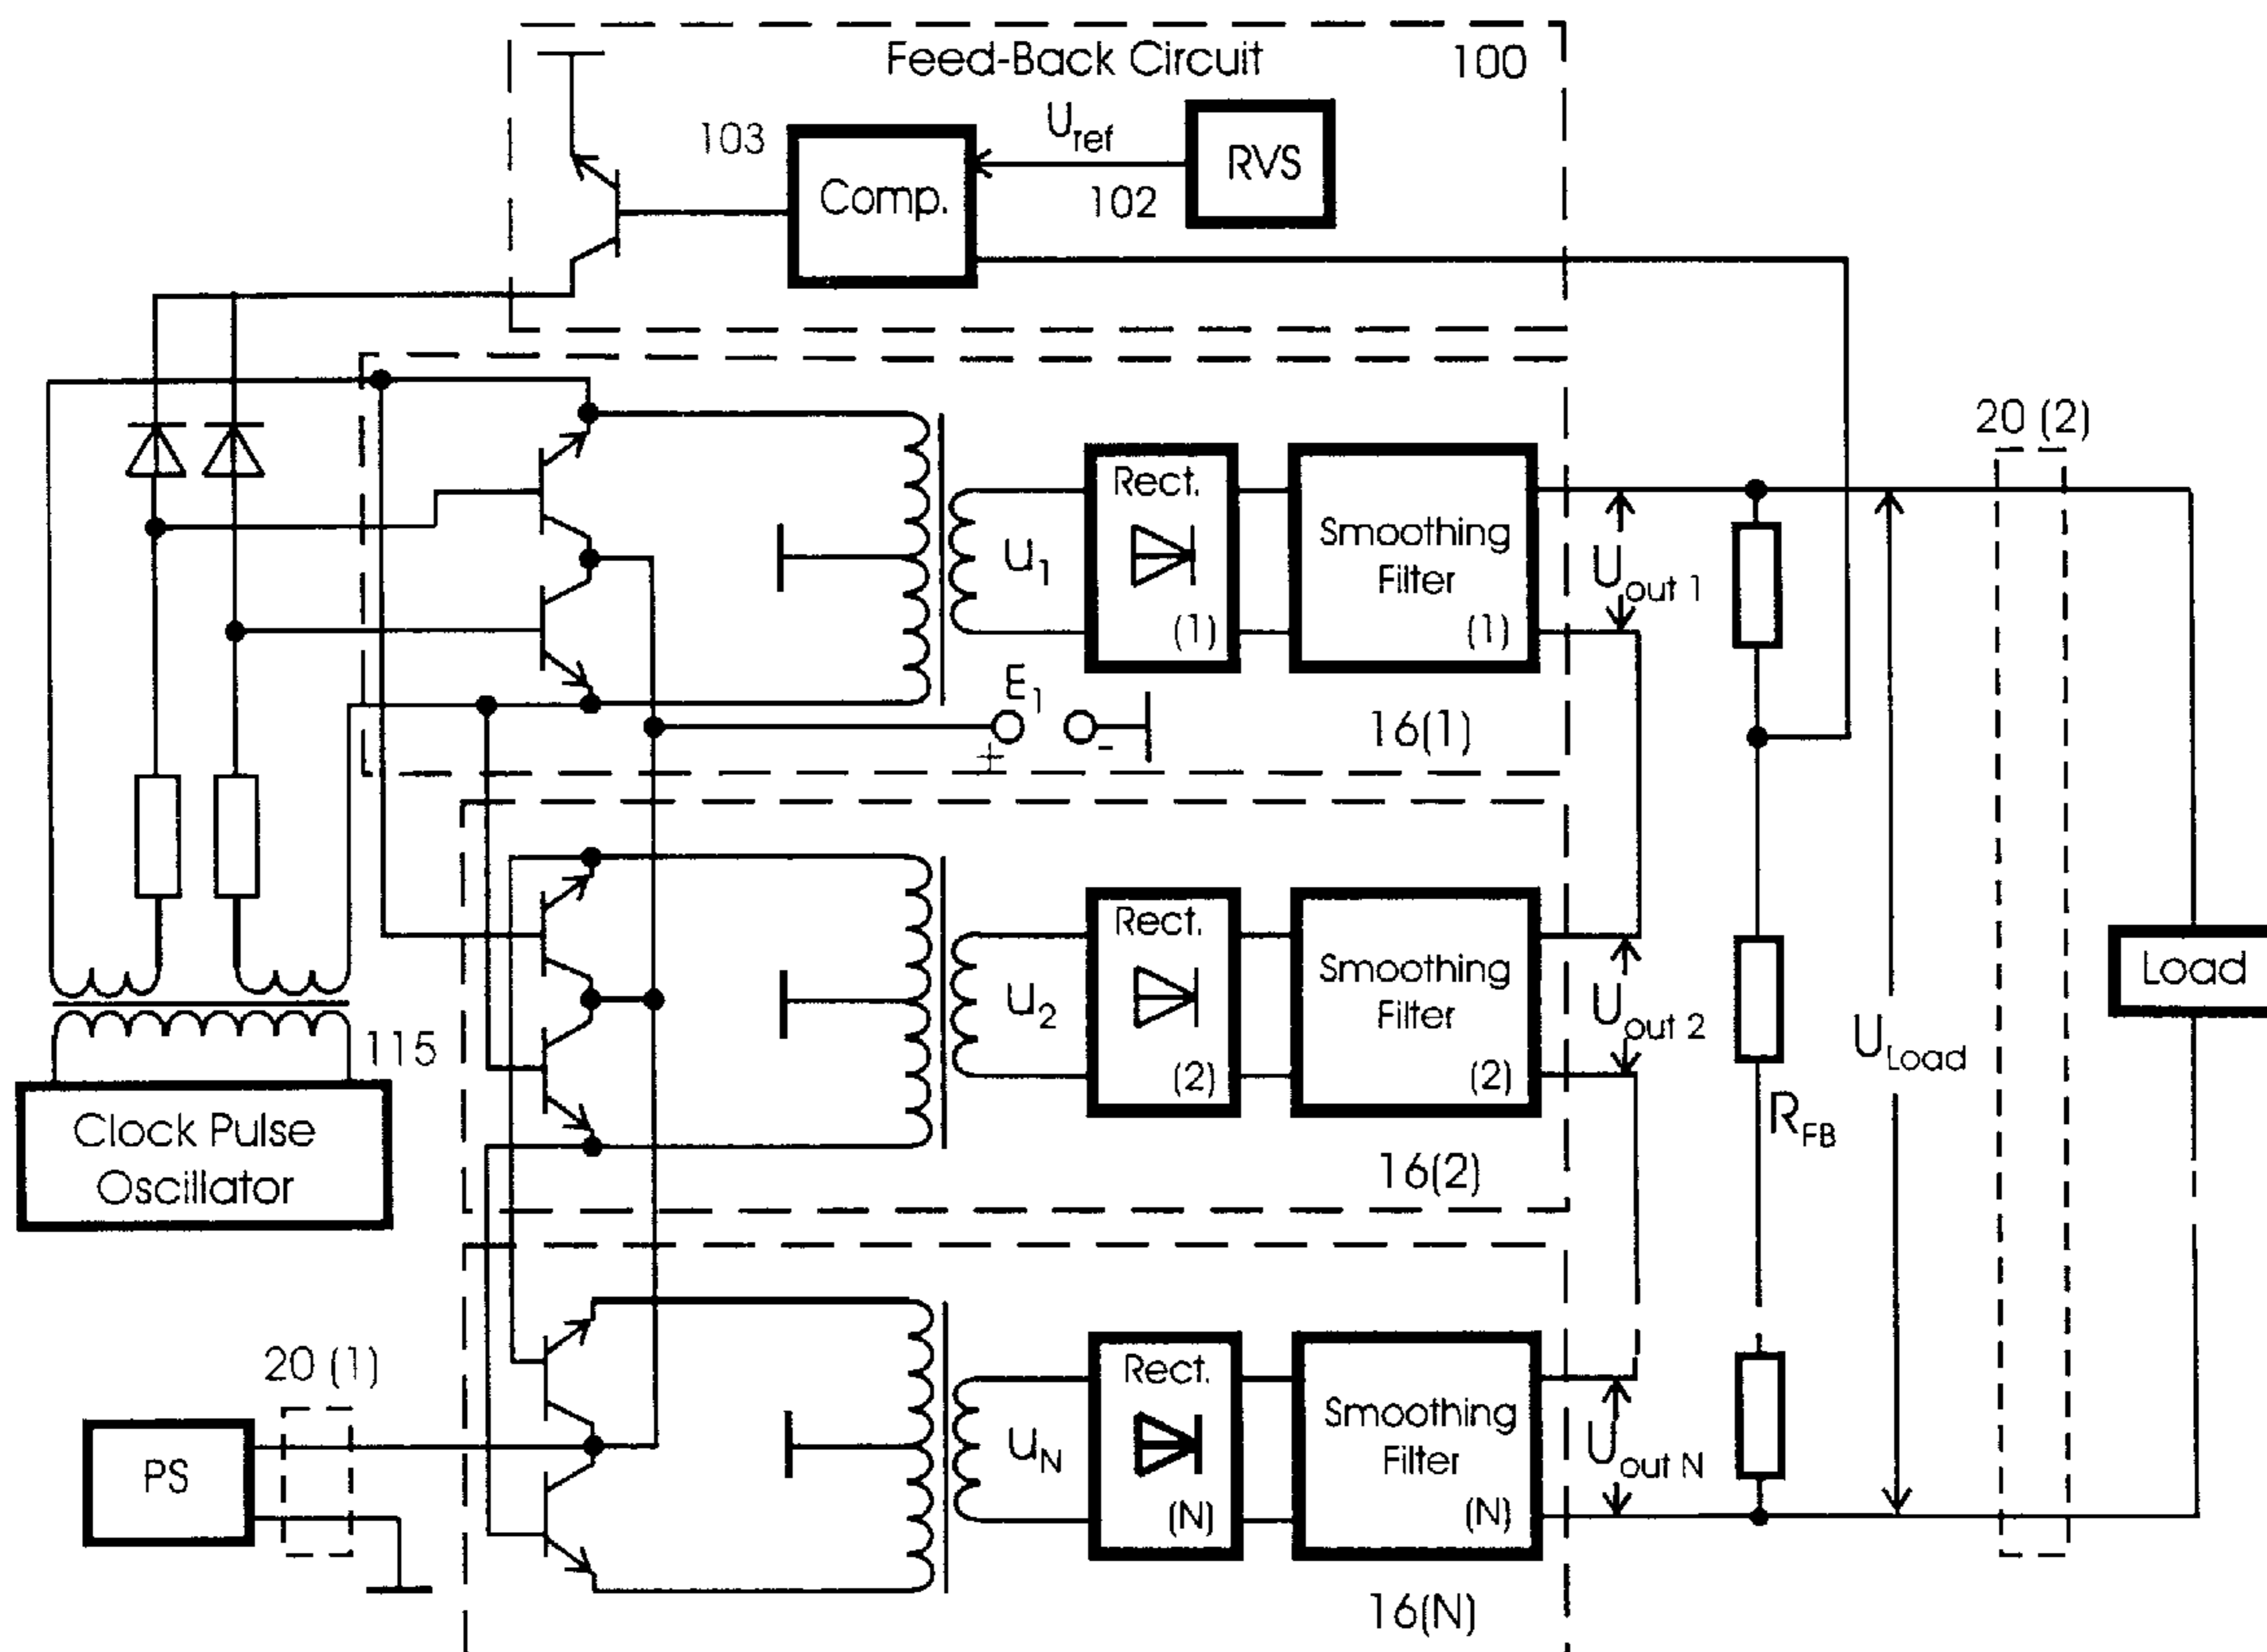 Feed-Back Circuit
100
103
U_ref
RVS
Comp.
102
20 (2)
Rect.
(1)
Smoothing
Filter
(1)
u_1
U_out 1
E_1
+
-
16(1)
Rect.
(2)
Smoothing
Filter
(2)
u_2
U_out 2
U_Load
Load
R_FB
115
Clock Pulse
Oscillator
16(2)
20 (1)
PS
Rect.
(N)
Smoothing
Filter
(N)
u_N
U_out N
16(N)